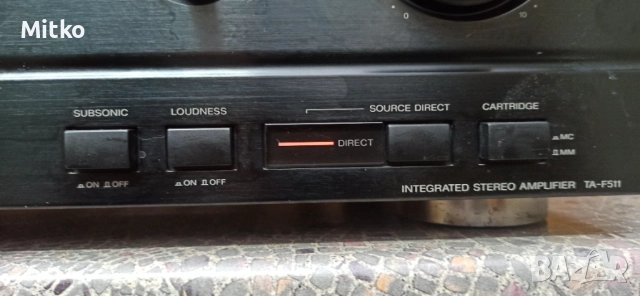 Mitko
0 10
SUBSONIC LOUDNESS SOURCE DIRECT CARTRIDGE
DIRECT
MC
MM
ON OFF ON OFF
INTEGRATED STEREO AMPLIFIER TA-F511
BAZAR